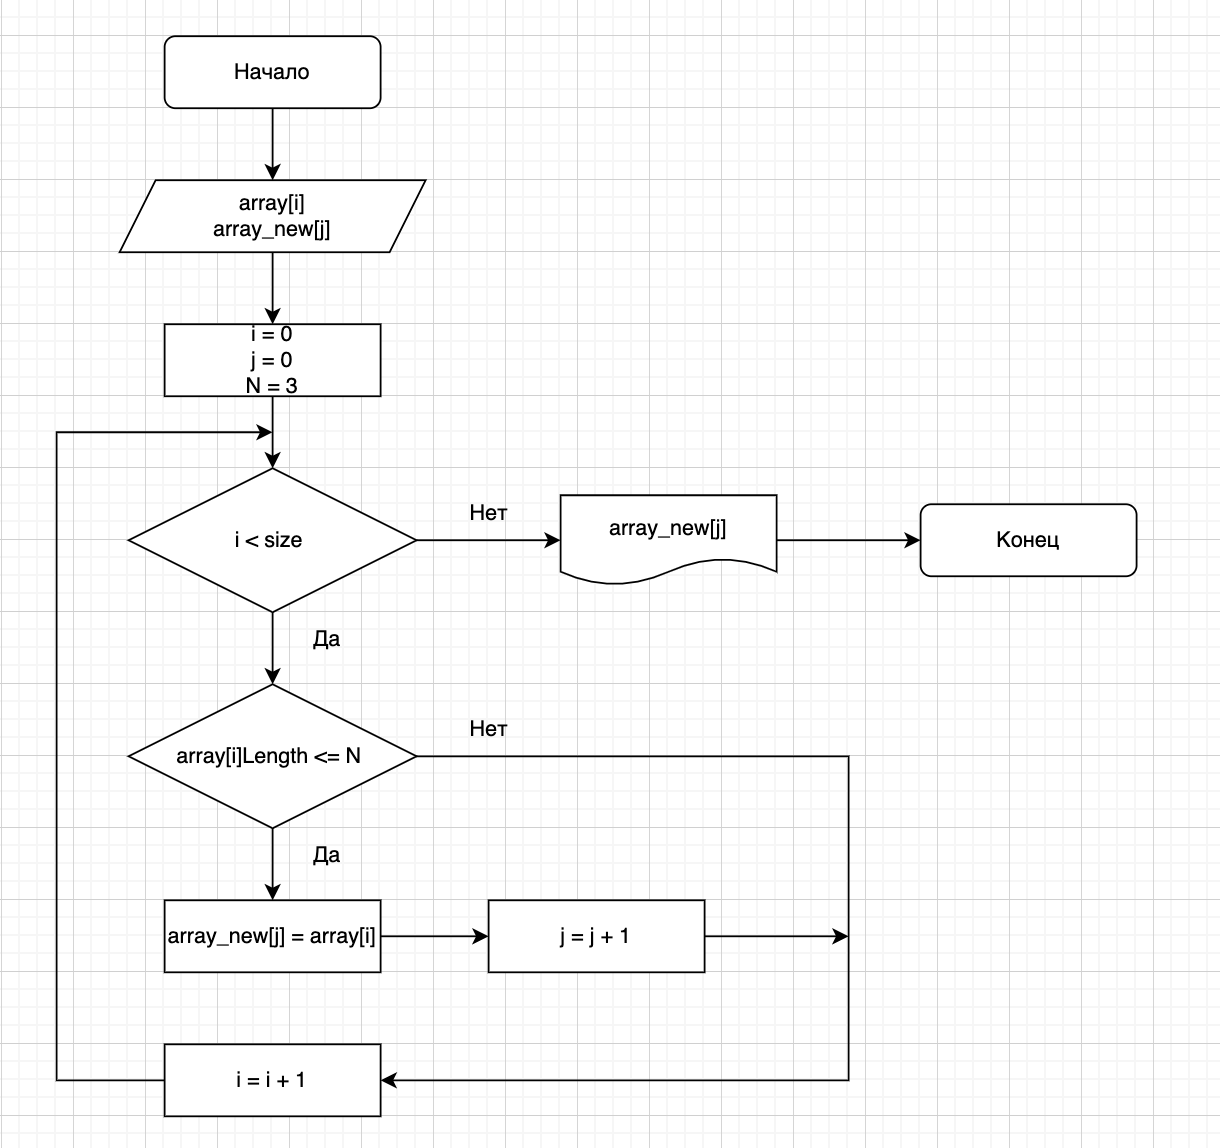 Начало
array[i]
array_new[j]
i = 0
j = 0
N = 3
i < size
Нет
array_new[j]
Конец
Да
array[i]Length <= N
Нет
Да
array_new[j] = array[i]
j = j + 1
i = i + 1